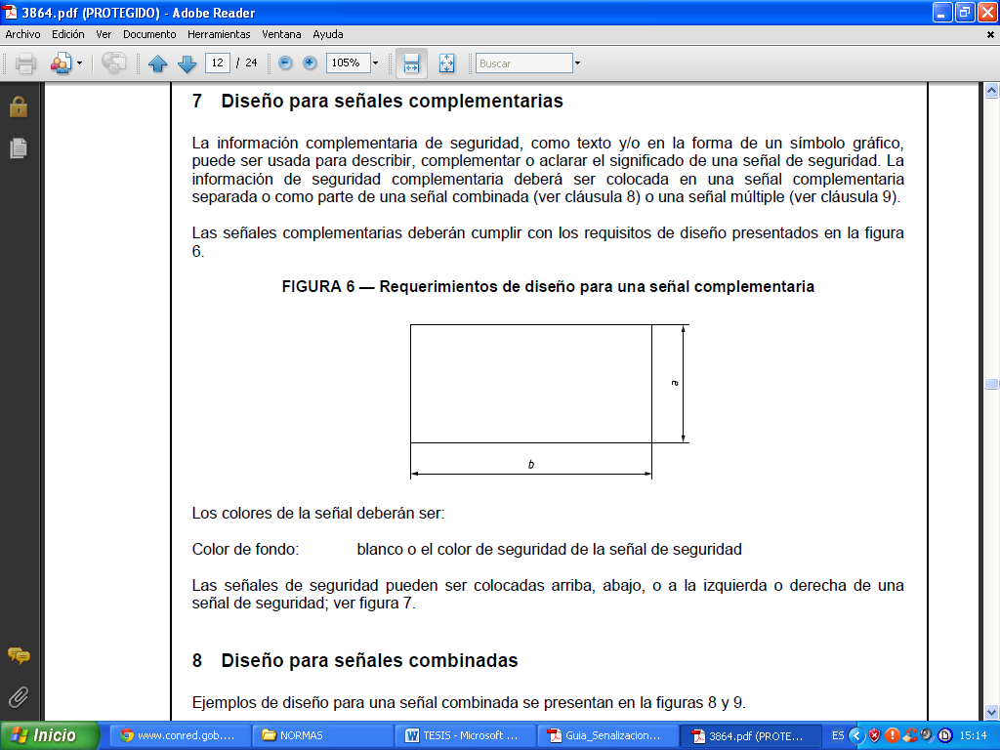 3864.pdf (PROTEGIDO) - Adobe Reader
Archivo Edición Ver Documento Herramientas Ventana Ayuda
12 / 24 105% Buscar
7 Diseño para señales complementarias
La información complementaria de seguridad, como texto y/o en la forma de un símbolo gráfico,
puede ser usada para describir, complementar o aclarar el significado de una señal de seguridad. La
información de seguridad complementaria deberá ser colocada en una señal complementaria
separada o como parte de una señal combinada (ver cláusula 8) o una señal múltiple (ver cláusula 9).
Las señales complementarias deberán cumplir con los requisitos de diseño presentados en la figura
6.
FIGURA 6 — Requerimientos de diseño para una señal complementaria
a
b
Los colores de la señal deberán ser:
Color de fondo: blanco o el color de seguridad de la señal de seguridad
Las señales de seguridad pueden ser colocadas arriba, abajo, o a la izquierda o derecha de una
señal de seguridad; ver figura 7.
8 Diseño para señales combinadas
Ejemplos de diseño para una señal combinada se presentan en la figuras 8 y 9.
Inicio www.conred.gob.... NORMAS TESIS - Microsoft ... Guia_Senalizacion... 3864.pdf (PROTE... ES 15:14